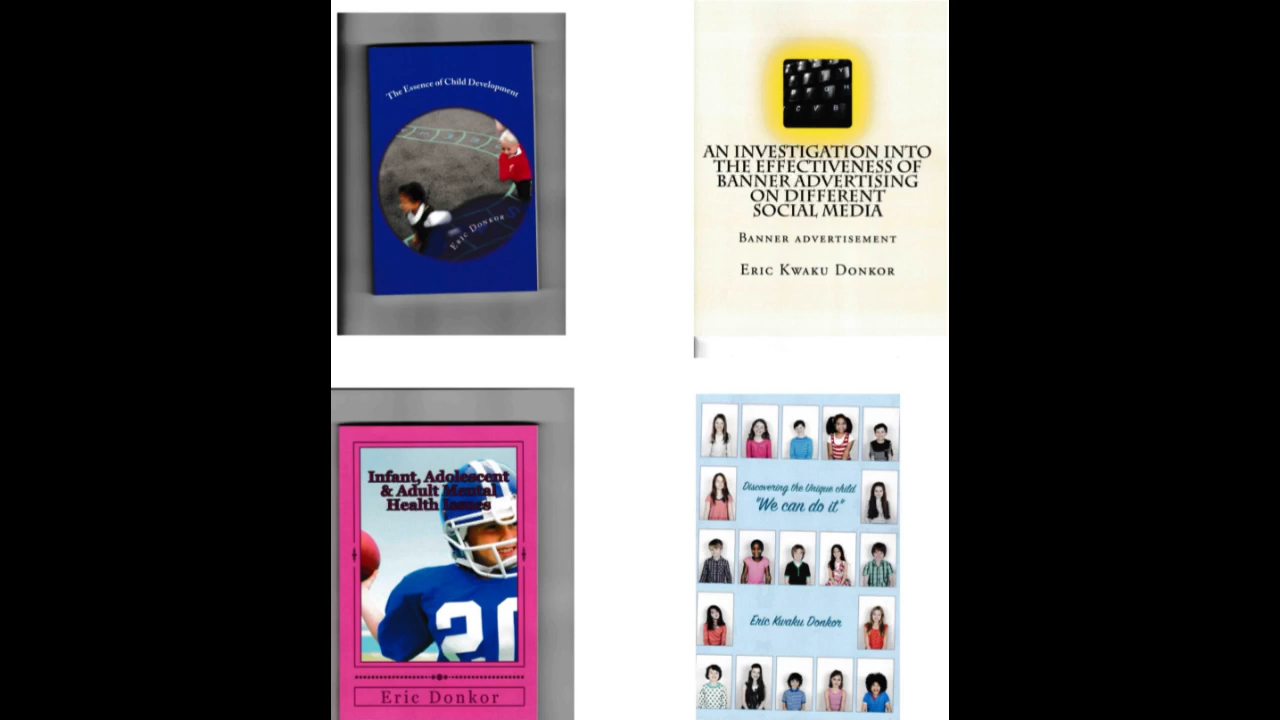 The Essence of Child Development
Eric Donkor
AN INVESTIGATION INTO
THE EFFECTIVENESS OF
BANNER ADVERTISING
ON DIFFERENT
SOCIAL MEDIA
Banner advertisement
Eric Kwaku Donkor
Infant, Adolescent
& Adult Mental
Health Issues
20
Eric Donkor
Discovering the Unique child
"We can do it"
Eric Kwaku Donkor